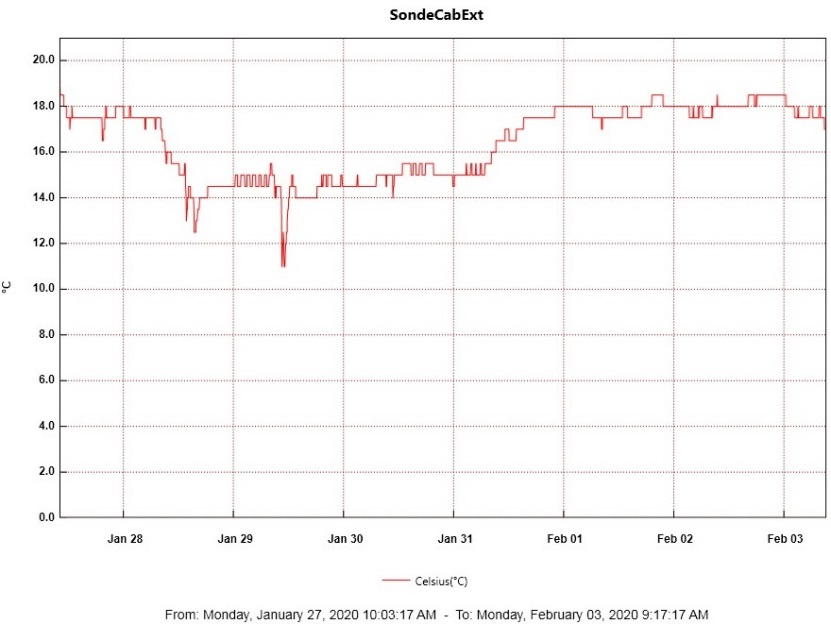 SondeCabExt
20.0
18.0
16.0
14.0
12.0
10.0
8.0
6.0
4.0
2.0
0.0
°C
Jan 28 Jan 29 Jan 30 Jan 31 Feb 01 Feb 02 Feb 03
Celsius(°C)
From: Monday, January 27, 2020 10:03:17 AM - To: Monday, February 03, 2020 9:17:17 AM